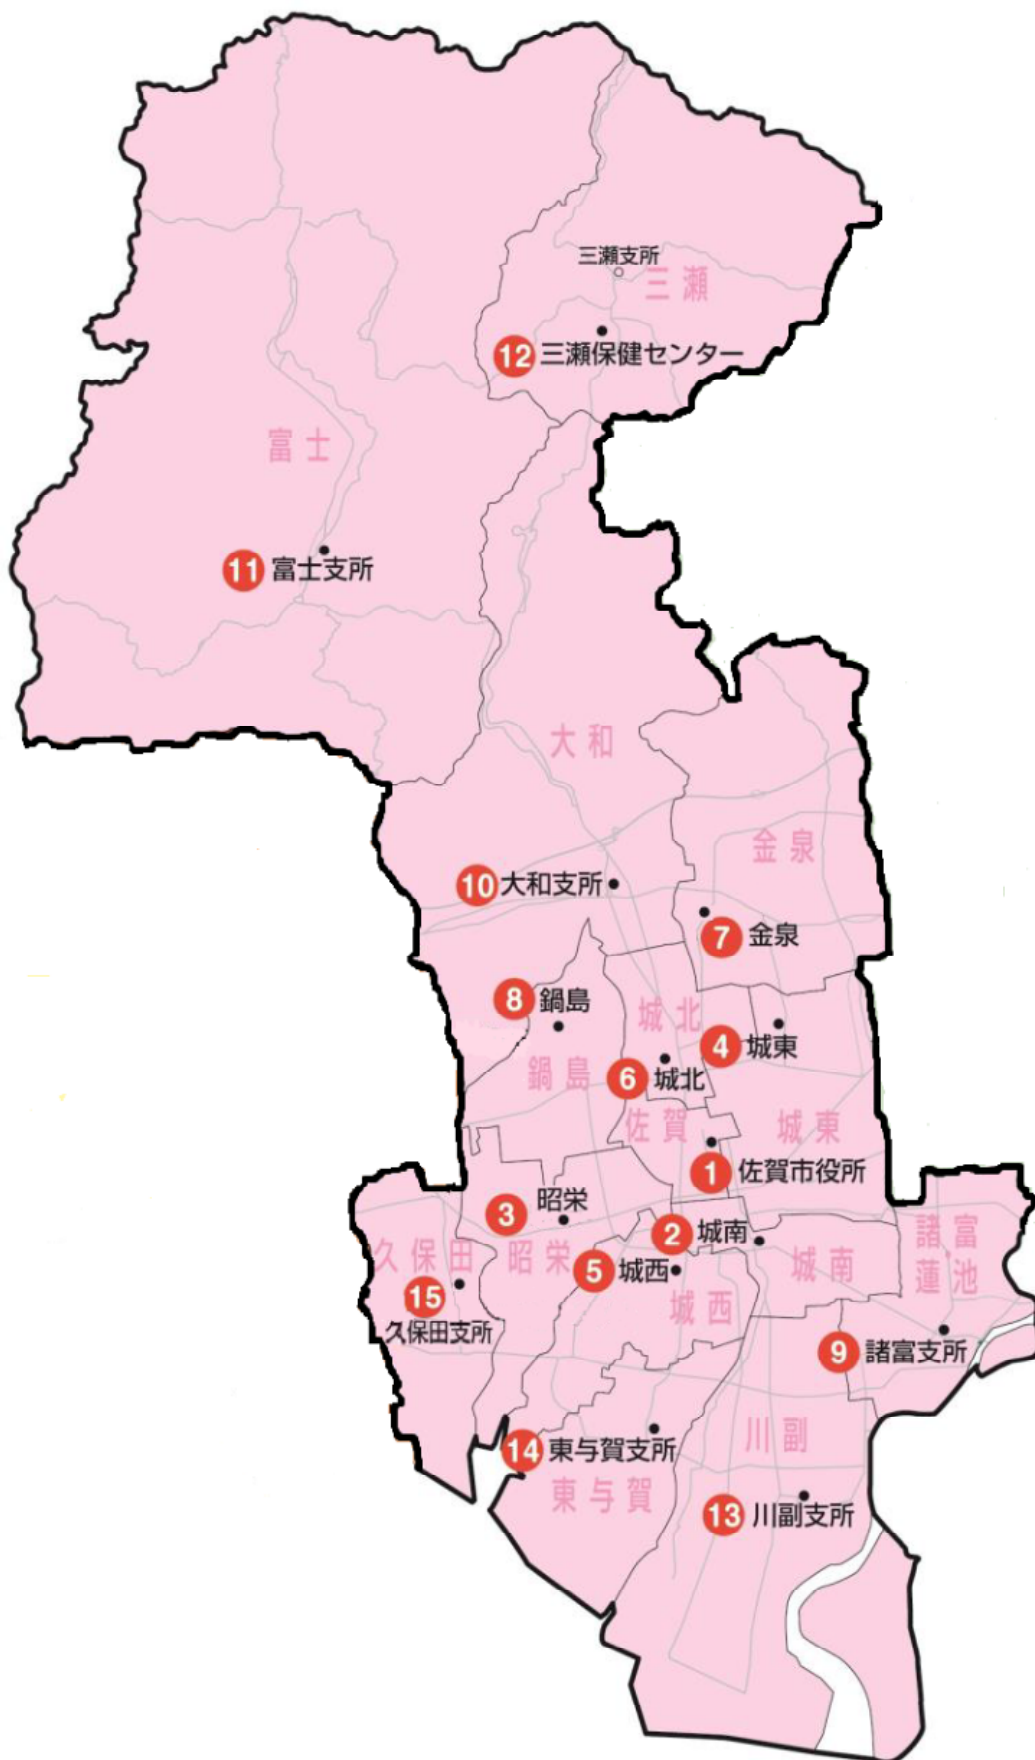 三瀬支所
三瀬
12 三瀬保健センター
富士
11 富士支所
大和
金泉
10 大和支所
7 金泉
8 鍋島
城北
4 城東
鍋島
6 城北
佐賀
城東
1 佐賀市役所
3 昭栄
2 城南
諸富
蓮池
久保田
昭栄
5 城西
城南
15
久保田支所
城西
9 諸富支所
川副
14 東与賀支所
東与賀
13 川副支所